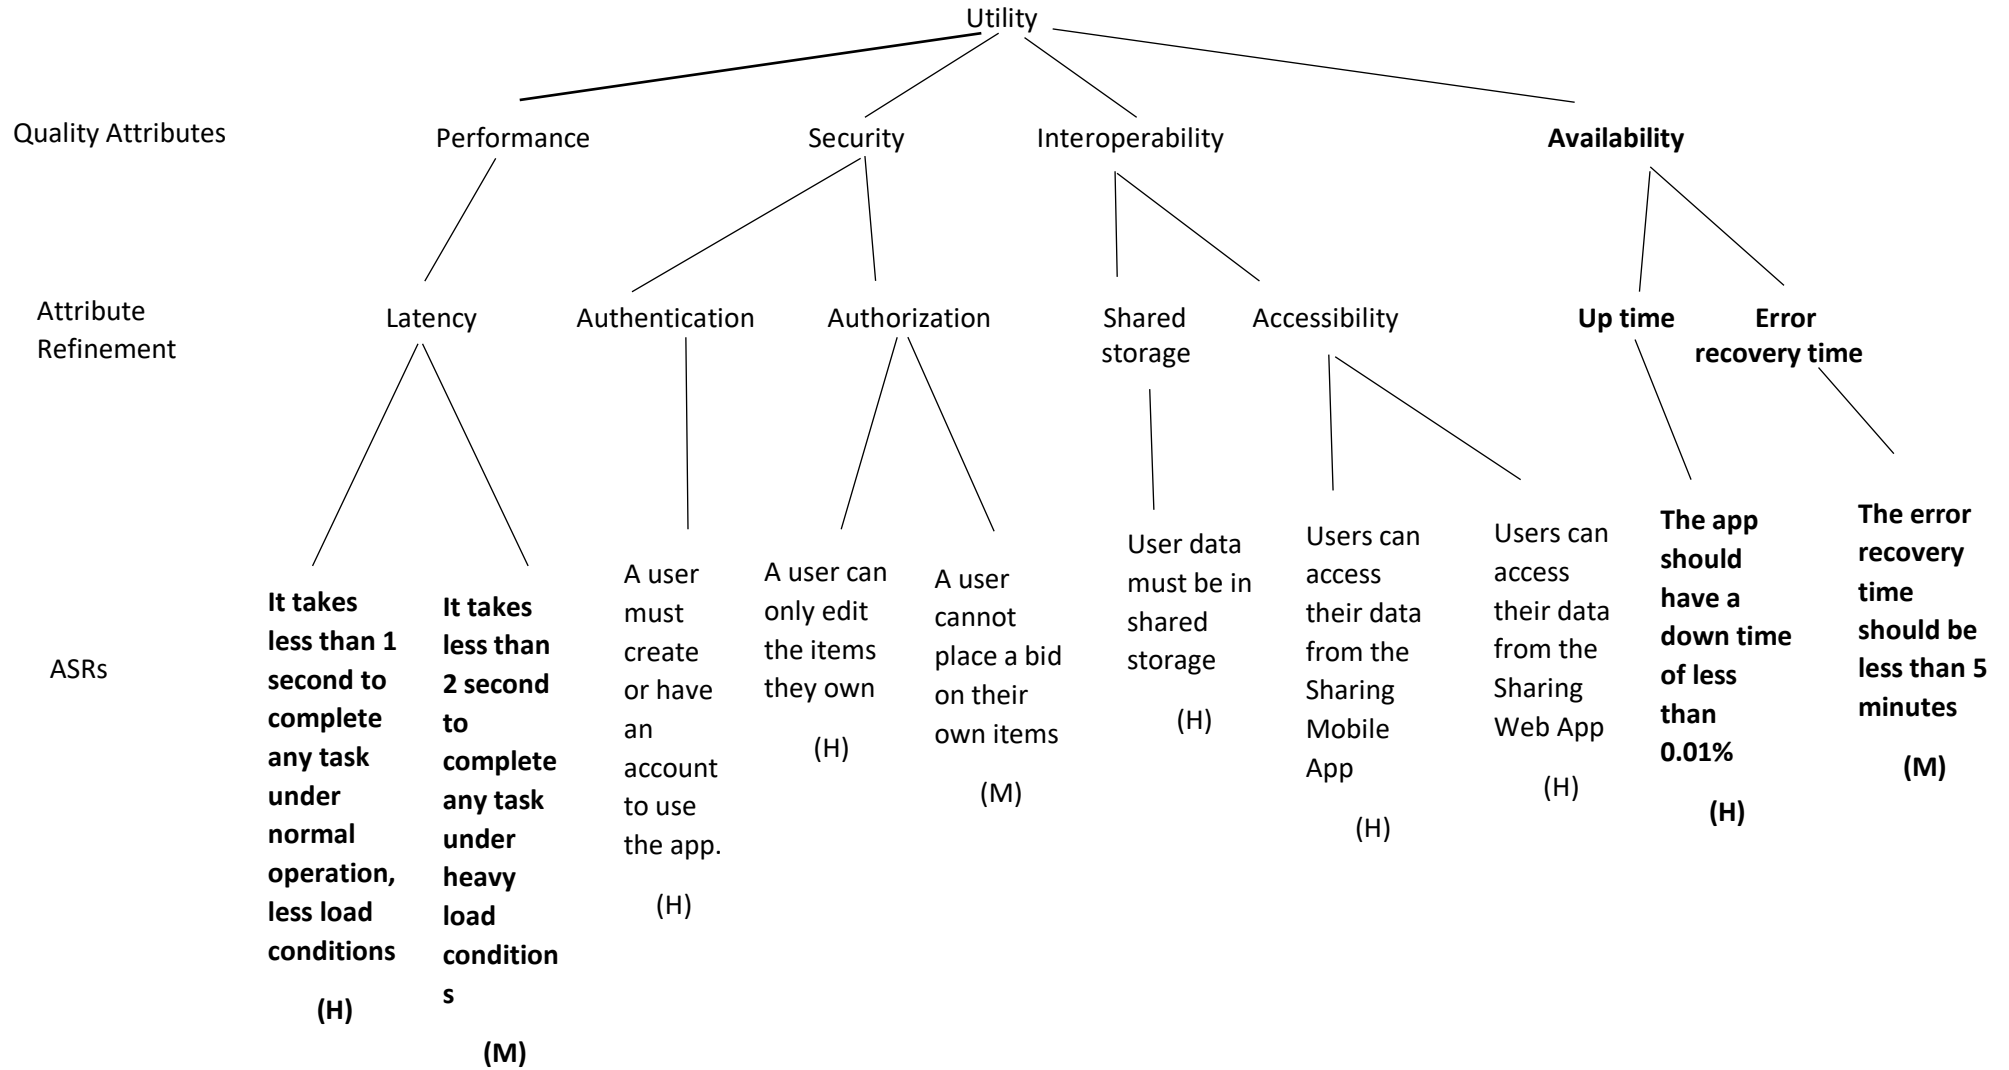 Utility
Quality Attributes
Performance
Security
Interoperability
Availability
Attribute
Refinement
Latency
Authentication
Authorization
Shared
storage
Accessibility
Up time
Error
recovery time
ASRs
It takes
less than 1
second to
complete
any task
under
normal
operation,
less load
conditions
(H)
It takes
less than
2 second
to
complete
any task
under
heavy
load
condition
s
(M)
A user
must
create
or have
an
account
to use
the app.
(H)
A user can
only edit
the items
they own
(H)
A user
cannot
place a bid
on their
own items
(M)
User data
must be in
shared
storage
(H)
Users can
access
their data
from the
Sharing
Mobile
App
(H)
Users can
access
their data
from the
Sharing
Web App
(H)
The app
should
have a
down time
of less
than
0.01%
(H)
The error
recovery
time
should be
less than 5
minutes
(M)